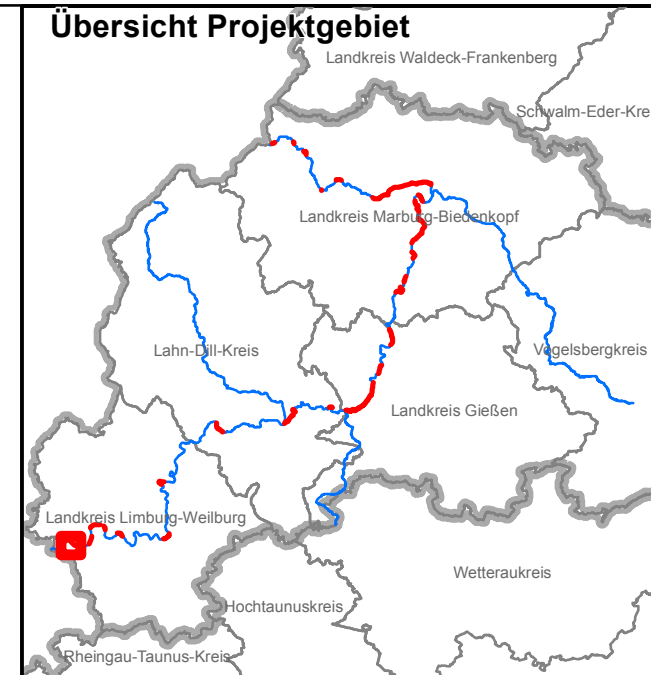 Übersicht Projektgebiet
Landkreis Waldeck-Frankenberg
Schwalm-Eder-Kre
Landkreis Marburg-Biedenkopf
Lahn-Dill-Kreis
Vogelsbergkreis
Landkreis Gießen
Landkreis Limburg-Weilburg
Wetteraukreis
Hochtaunuskreis
Rheingau-Taunus-Kreis